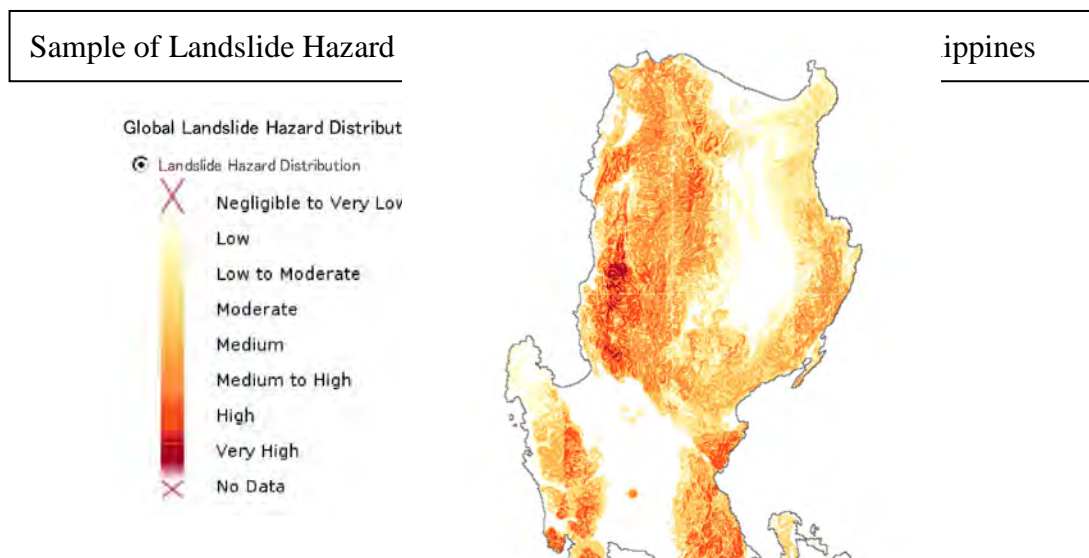 Sample of Landslide Hazard ippines
Global Landslide Hazard Distribut
Landslide Hazard Distribution
Negligible to Very Low
Low
Low to Moderate
Moderate
Medium
Medium to High
High
Very High
No Data